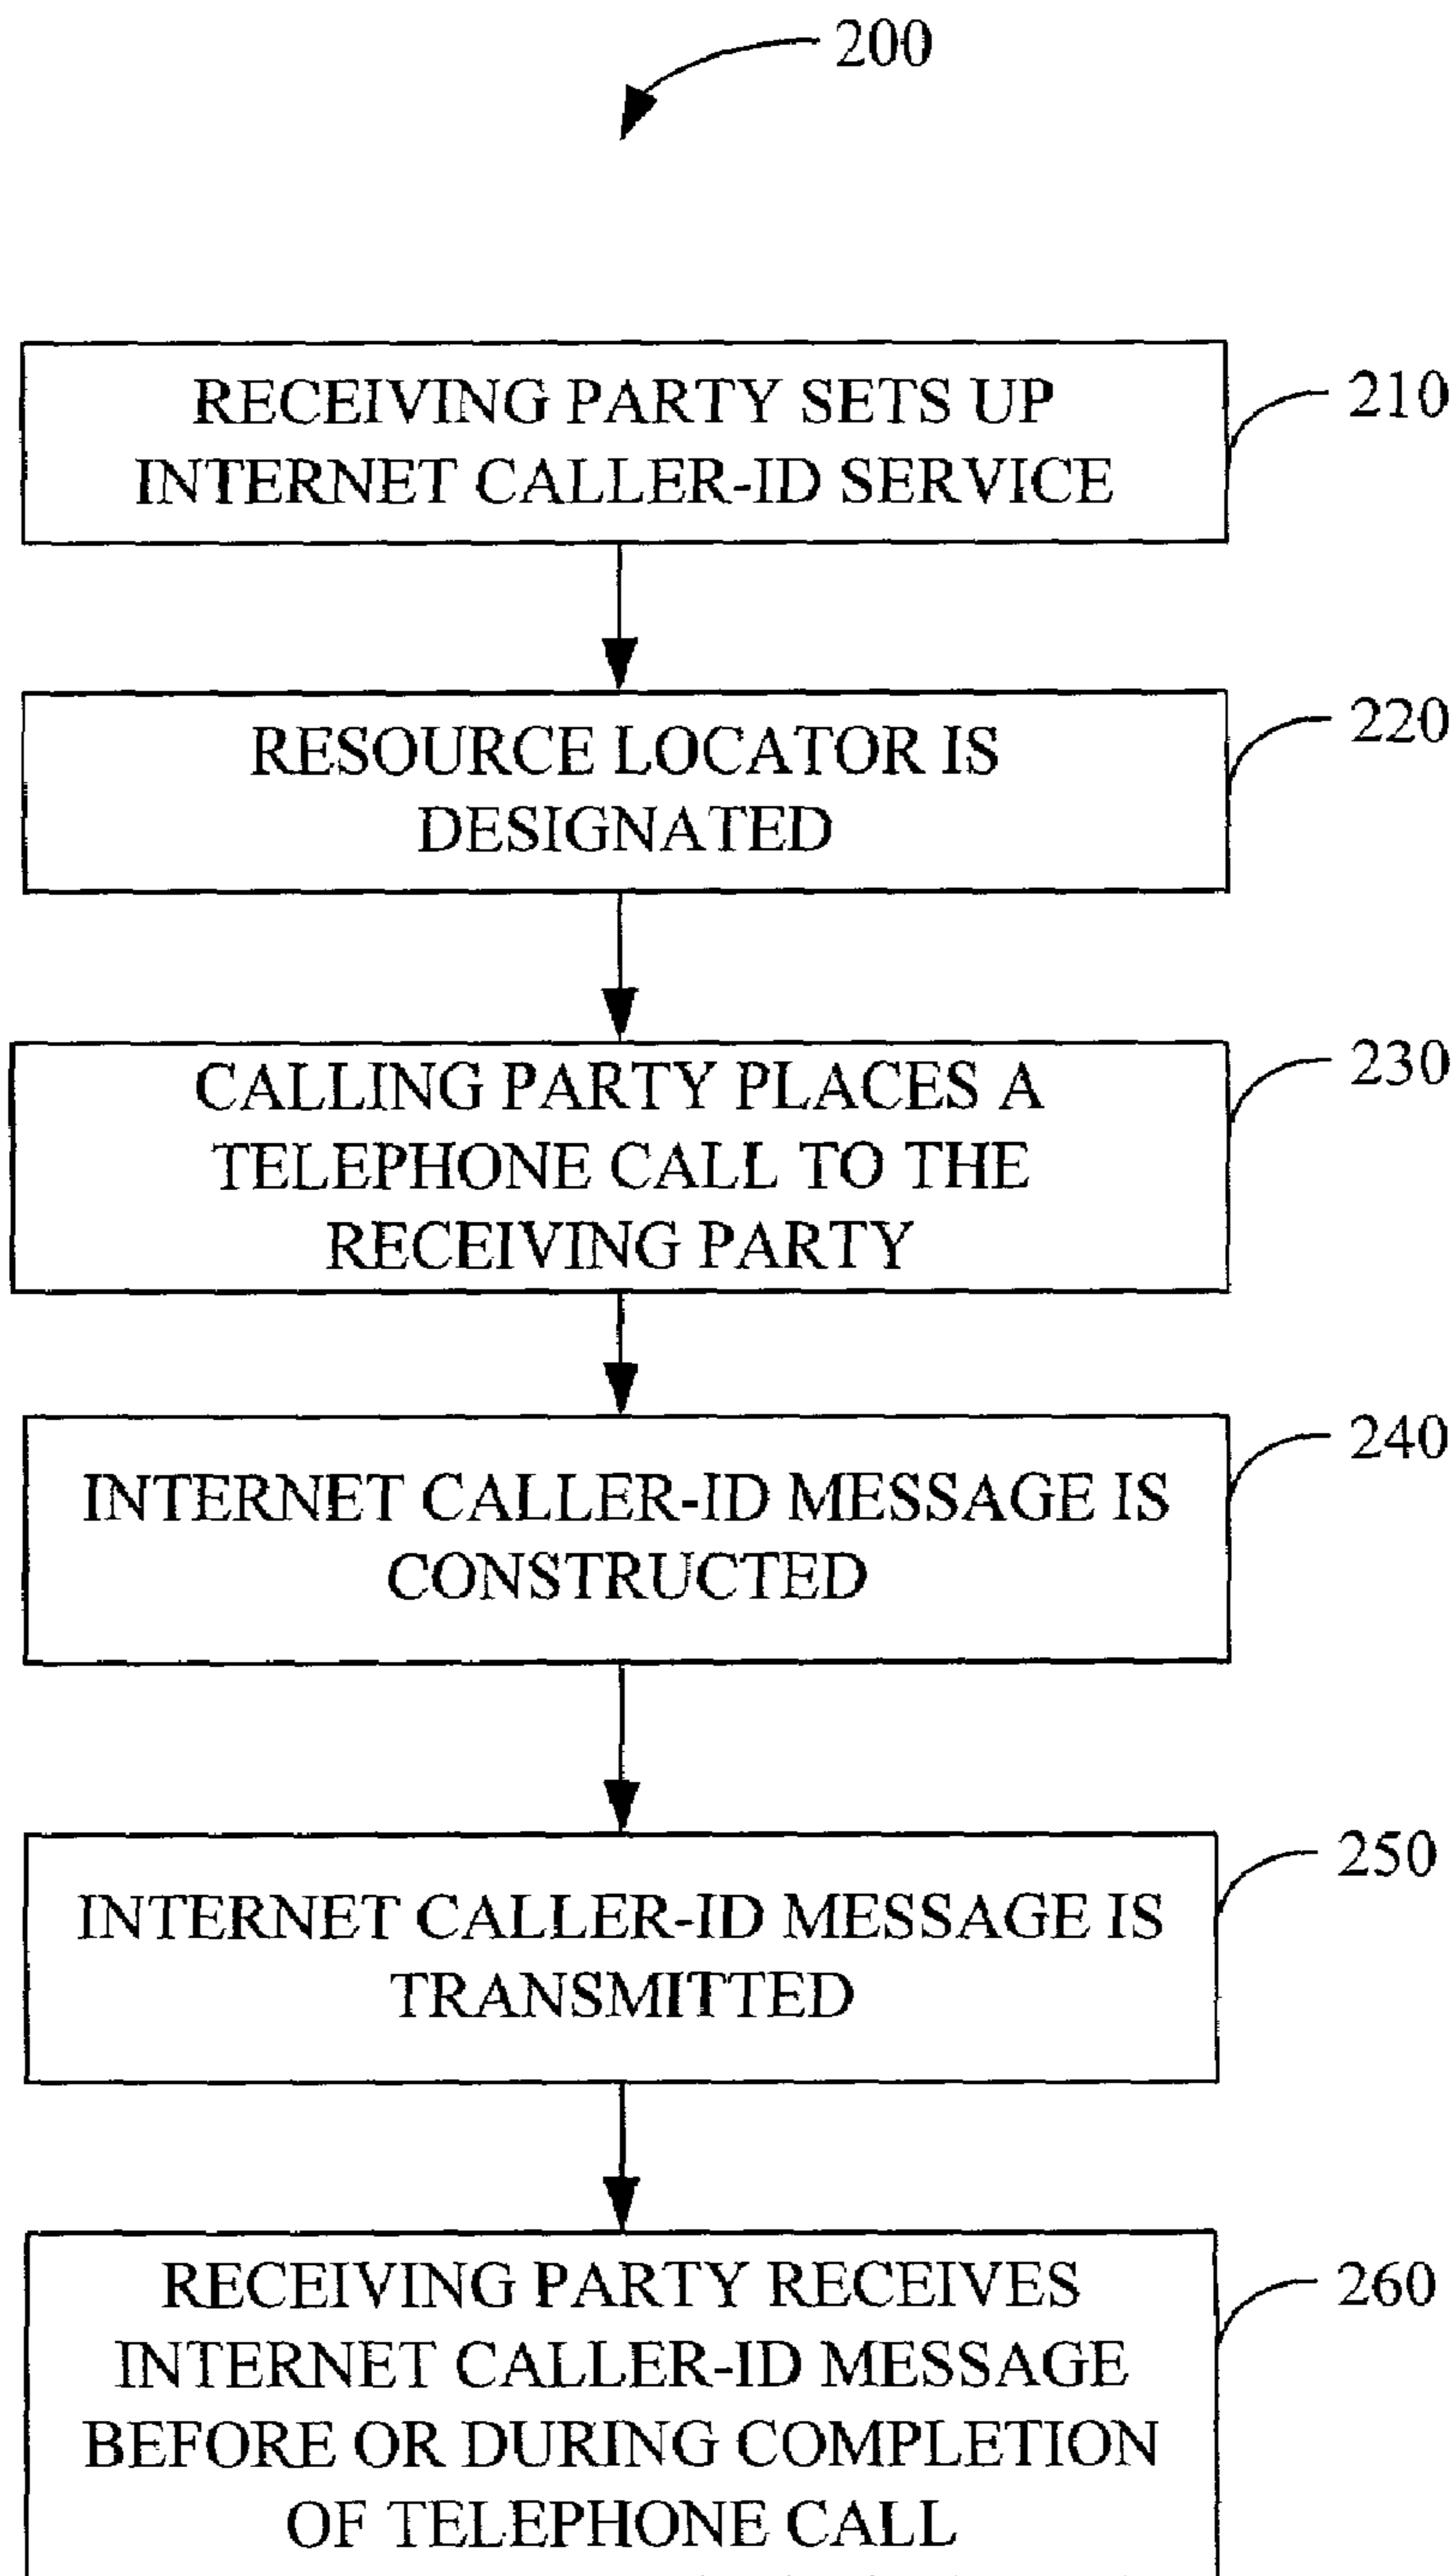 200
RECEIVING PARTY SETS UP
INTERNET CALLER-ID SERVICE
210
RESOURCE LOCATOR IS
DESIGNATED
220
CALLING PARTY PLACES A
TELEPHONE CALL TO THE
RECEIVING PARTY
230
INTERNET CALLER-ID MESSAGE IS
CONSTRUCTED
240
INTERNET CALLER-ID MESSAGE IS
TRANSMITTED
250
RECEIVING PARTY RECEIVES
INTERNET CALLER-ID MESSAGE
BEFORE OR DURING COMPLETION
OF TELEPHONE CALL
260